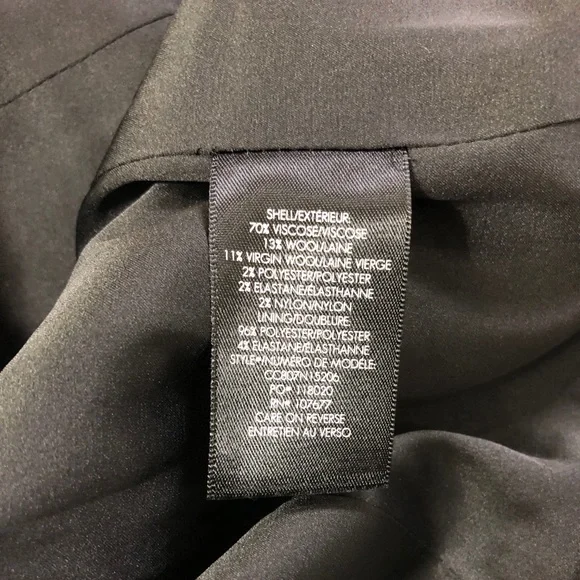 SHELL/EXTÉRIEUR
70% VISCOSE/VISCOSE
13% WOOL/LAINE
11% VIRGIN WOOL/LAINE VIERGE
2% POLYESTER/POLYESTER
2% ELASTANE/ÉLASTHANNE
2% NYLON/NYLON
LINING/DOUBLURE
96% POLYESTER/POLYESTER
4% ELASTANE/ÉLASTHANNE
STYLE#/NUMÉRO DE MODÈLE:
PO# 118020
RN# 107677
CARE ON REVERSE
ENTRETIEN AU VERSO